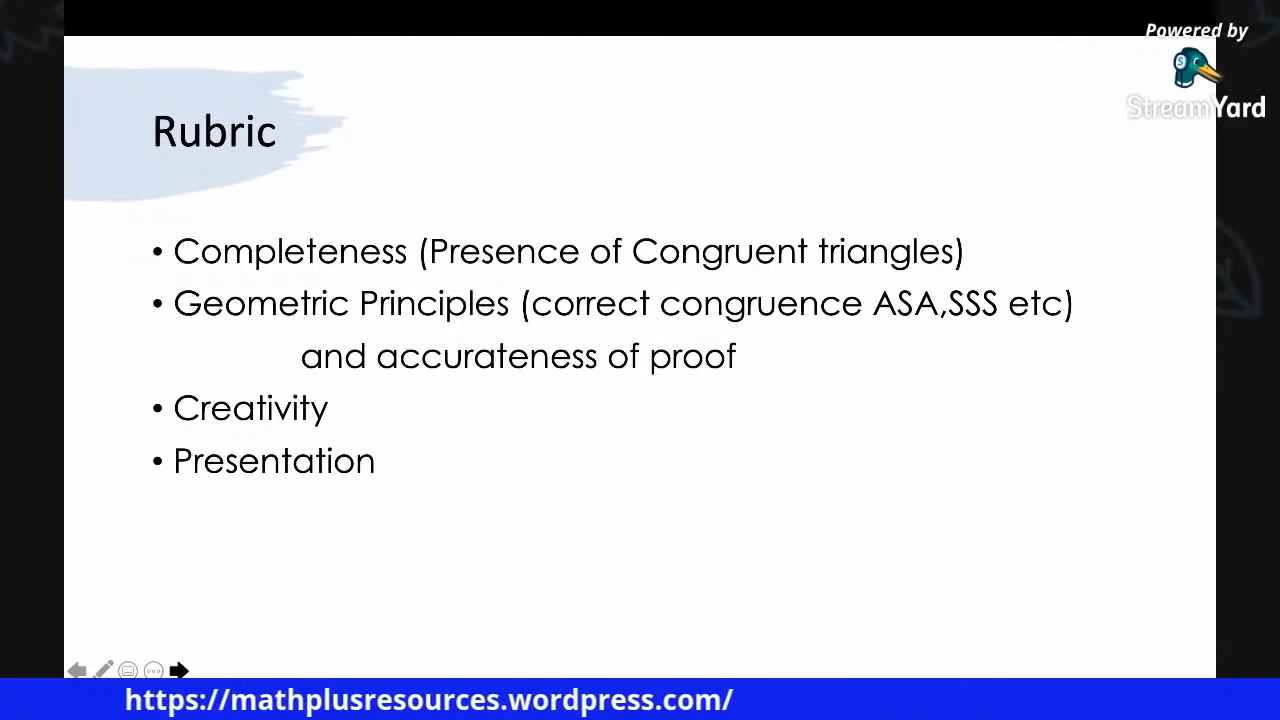 Powered by
StreamYard
Rubric
• Completeness (Presence of Congruent triangles)
• Geometric Principles (correct congruence ASA,SSS etc)
and accurateness of proof
• Creativity
• Presentation
https://mathplusresources.wordpress.com/